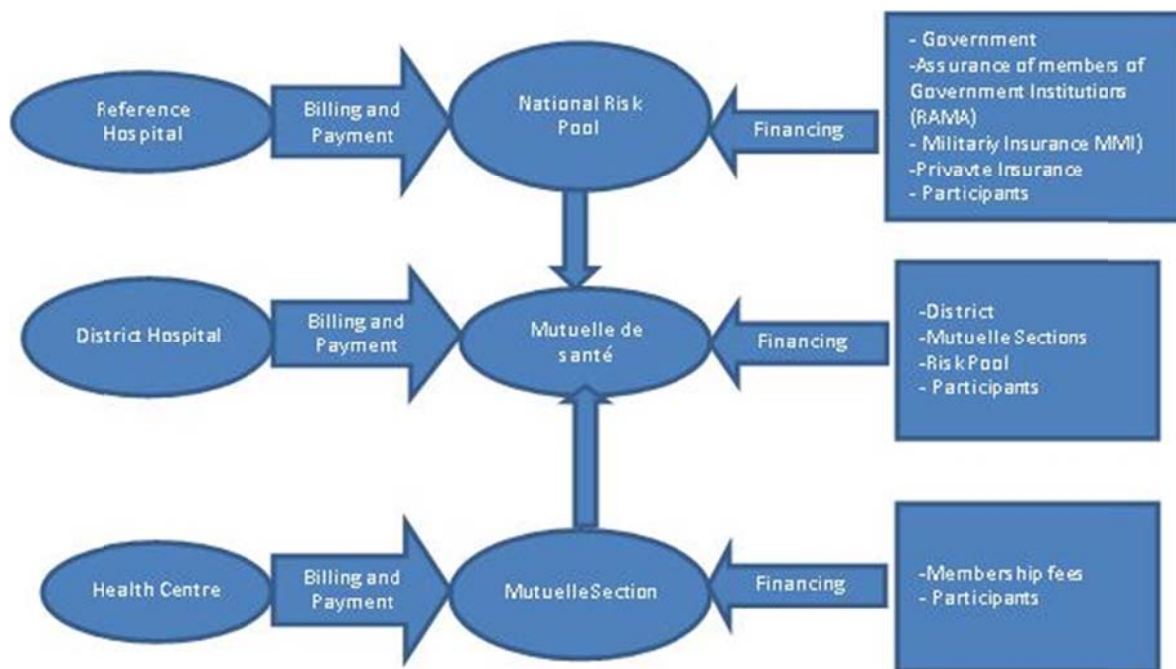 Reference
Hospital
Billing and
Payment
National Risk
Pool
Financing
- Government
-Assurance of members of
Government Institutions
(RAMA)
- Militariy Insurance MMI)
-Privavte Insurance
- Participants
District Hospital
Billing and
Payment
Mutuelle de
santé
Financing
-District
-Mutuelle Sections
-Risk Pool
- Participants
Health Centre
Billing and
Payment
Mutuelle Section
Financing
-Membership fees
- Participants